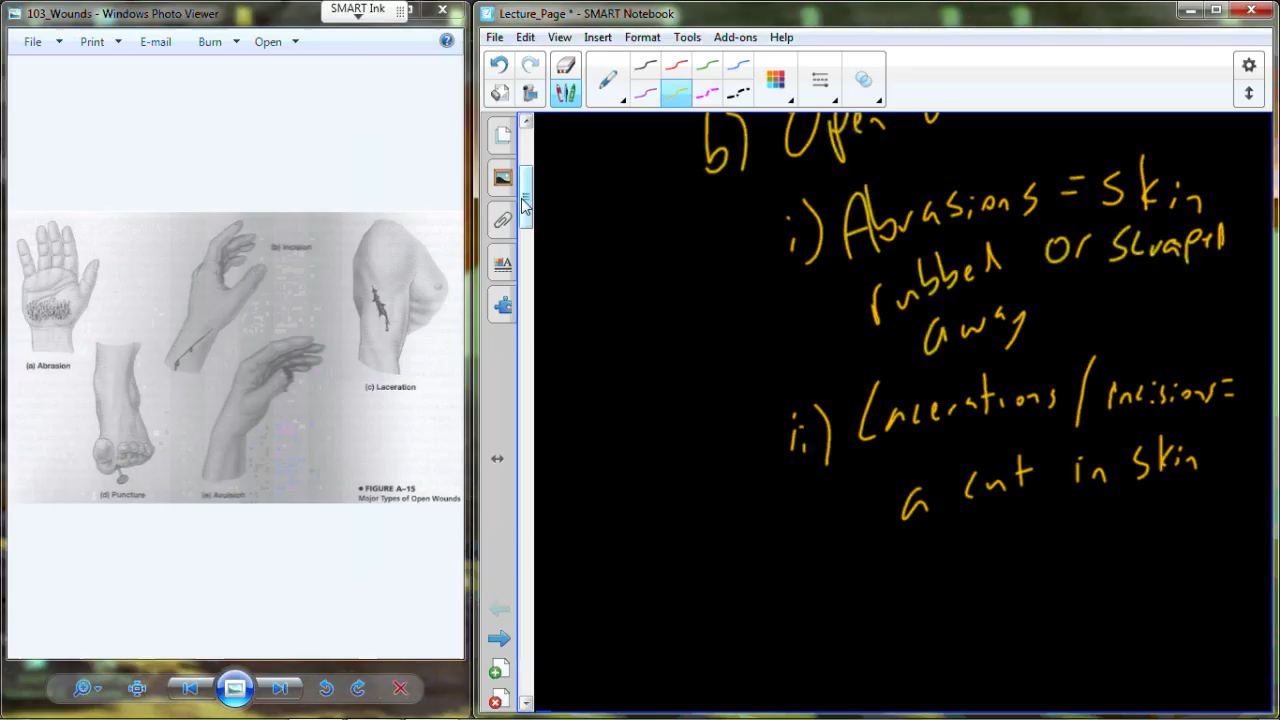 103_Wounds - Windows Photo Viewer
SMART Ink
File Print E-mail Burn Open
(a) Abrasion
(b) Incision
(c) Laceration
(d) Puncture
(e) Avulsion
• FIGURE A-15
Major Types of Open Wounds
Lecture_Page * - SMART Notebook
File Edit View Insert Format Tools Add-ons Help
b) Open
i) Abrasions = skin
rubbed or scraped
away
ii) Lacerations / incisions =
a cut in skin